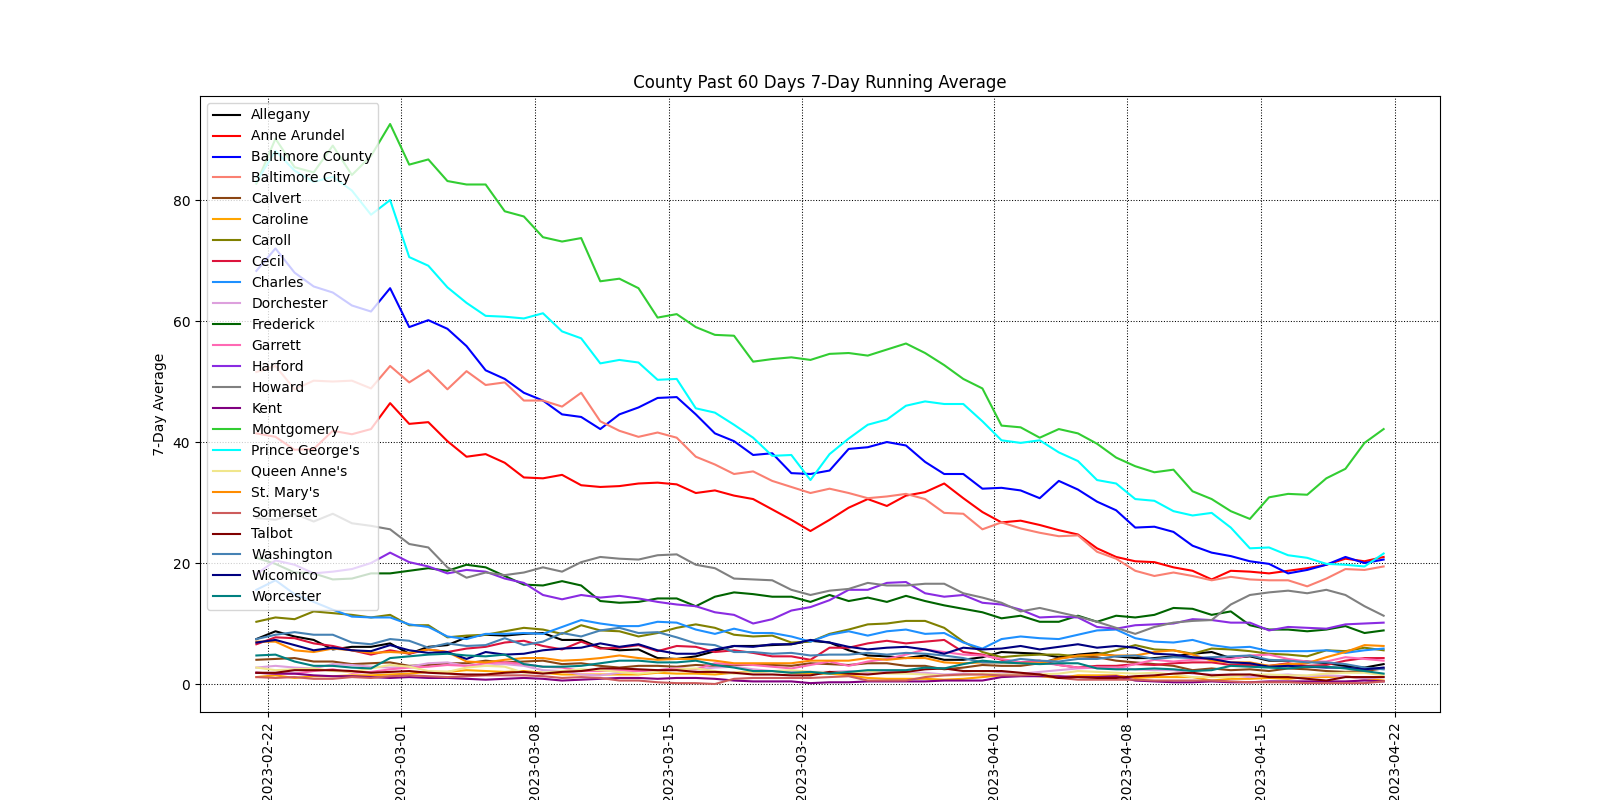 County Past 60 Days 7-Day Running Average
7-Day Average
80
60
40
20
0
Allegany
Anne Arundel
Baltimore County
Baltimore City
Calvert
Caroline
Caroll
Cecil
Charles
Dorchester
Frederick
Garrett
Harford
Howard
Kent
Montgomery
Prince George's
Queen Anne's
St. Mary's
Somerset
Talbot
Washington
Wicomico
Worcester
2023-02-22
2023-03-01
2023-03-08
2023-03-15
2023-03-22
2023-04-01
2023-04-08
2023-04-15
2023-04-22